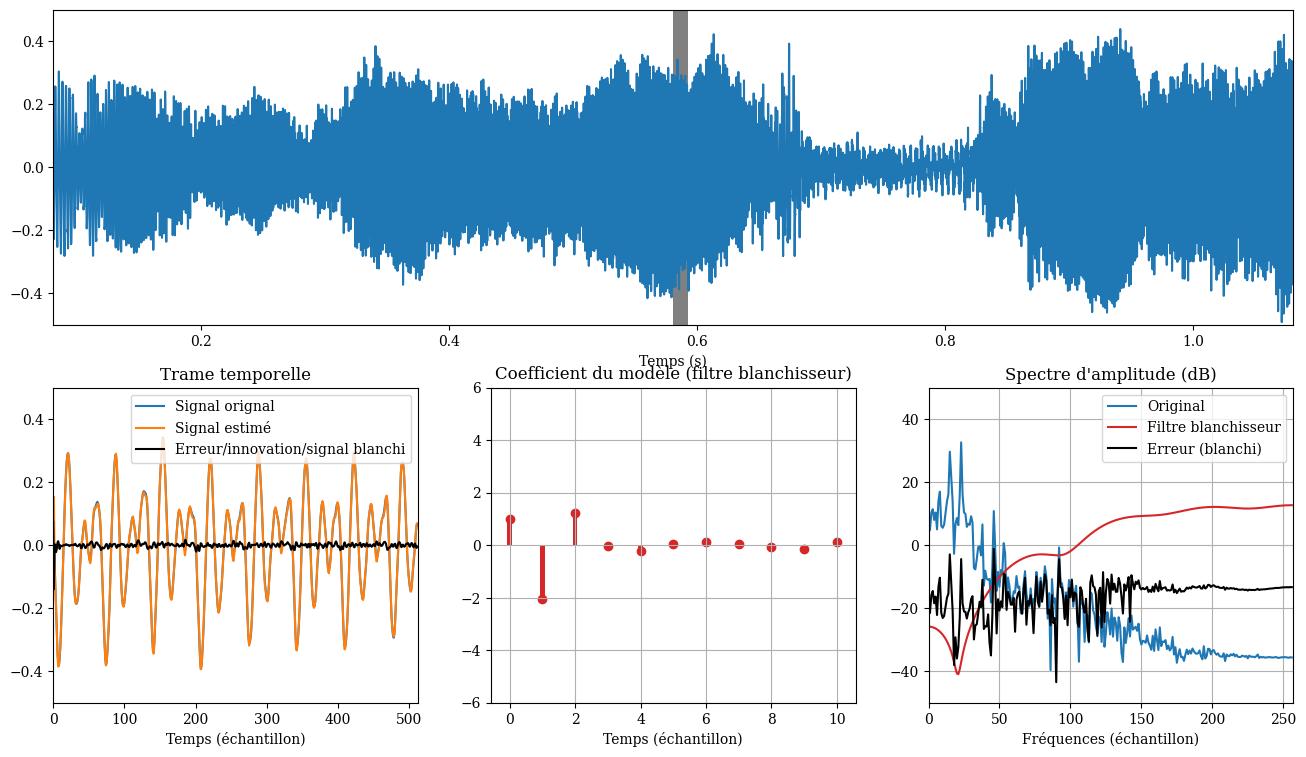 0.4
0.2
0.0
−0.2
−0.4
0.2 0.4 0.6 0.8 1.0
Temps (s)
Trame temporelle
Signal orignal
Signal estimé
Erreur/innovation/signal blanchi
0.4
0.2
0.0
−0.2
−0.4
0 100 200 300 400 500
Temps (échantillon)
Coefficient du modèle (filtre blanchisseur)
6
4
2
0
−2
−4
−6
0 2 4 6 8 10
Temps (échantillon)
Spectre d'amplitude (dB)
Original
Filtre blanchisseur
Erreur (blanchi)
40
20
0
−20
−40
0 50 100 150 200 250
Fréquences (échantillon)